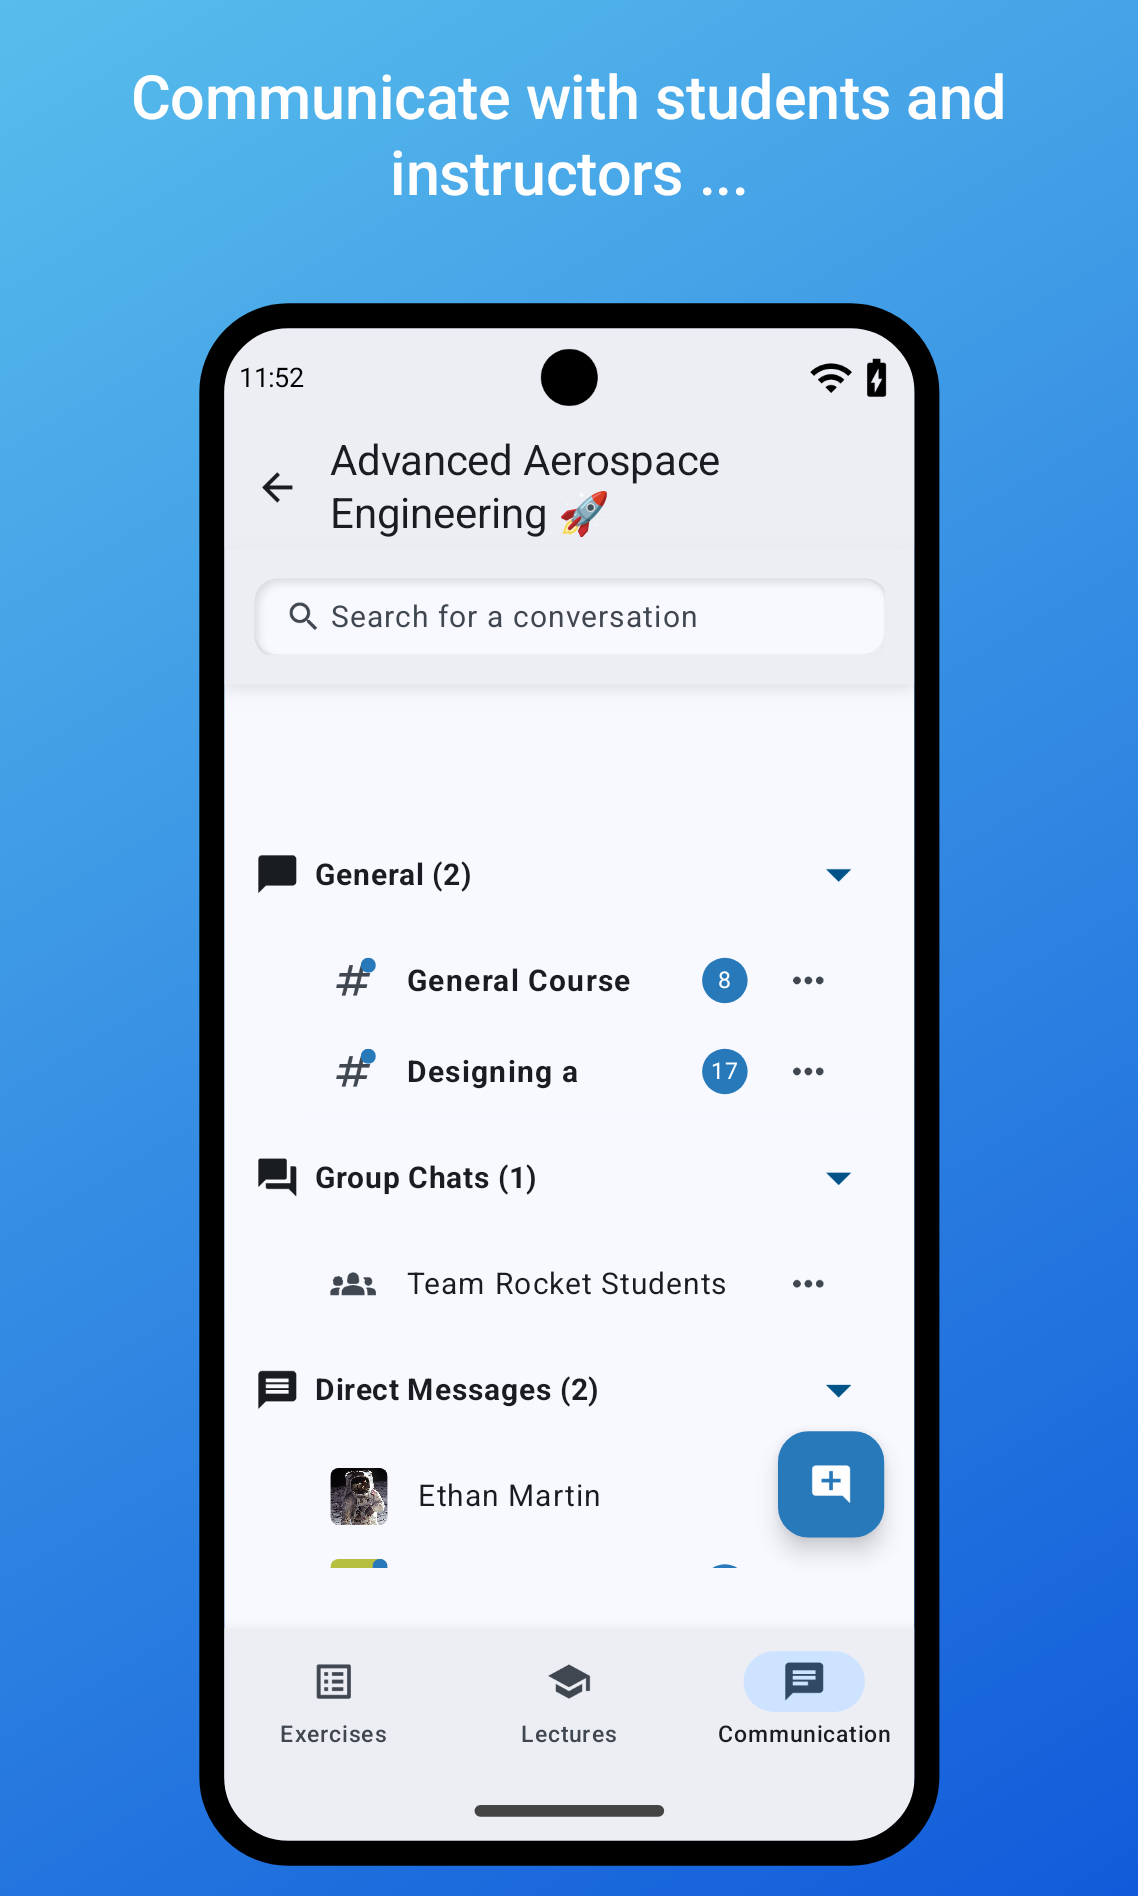 Communicate with students and
instructors ...
11:52
Advanced Aerospace
Engineering 🚀
Search for a conversation
General (2)
General Course 8
Designing a 17
Group Chats (1)
Team Rocket Students
Direct Messages (2)
Ethan Martin
Exercises Lectures Communication